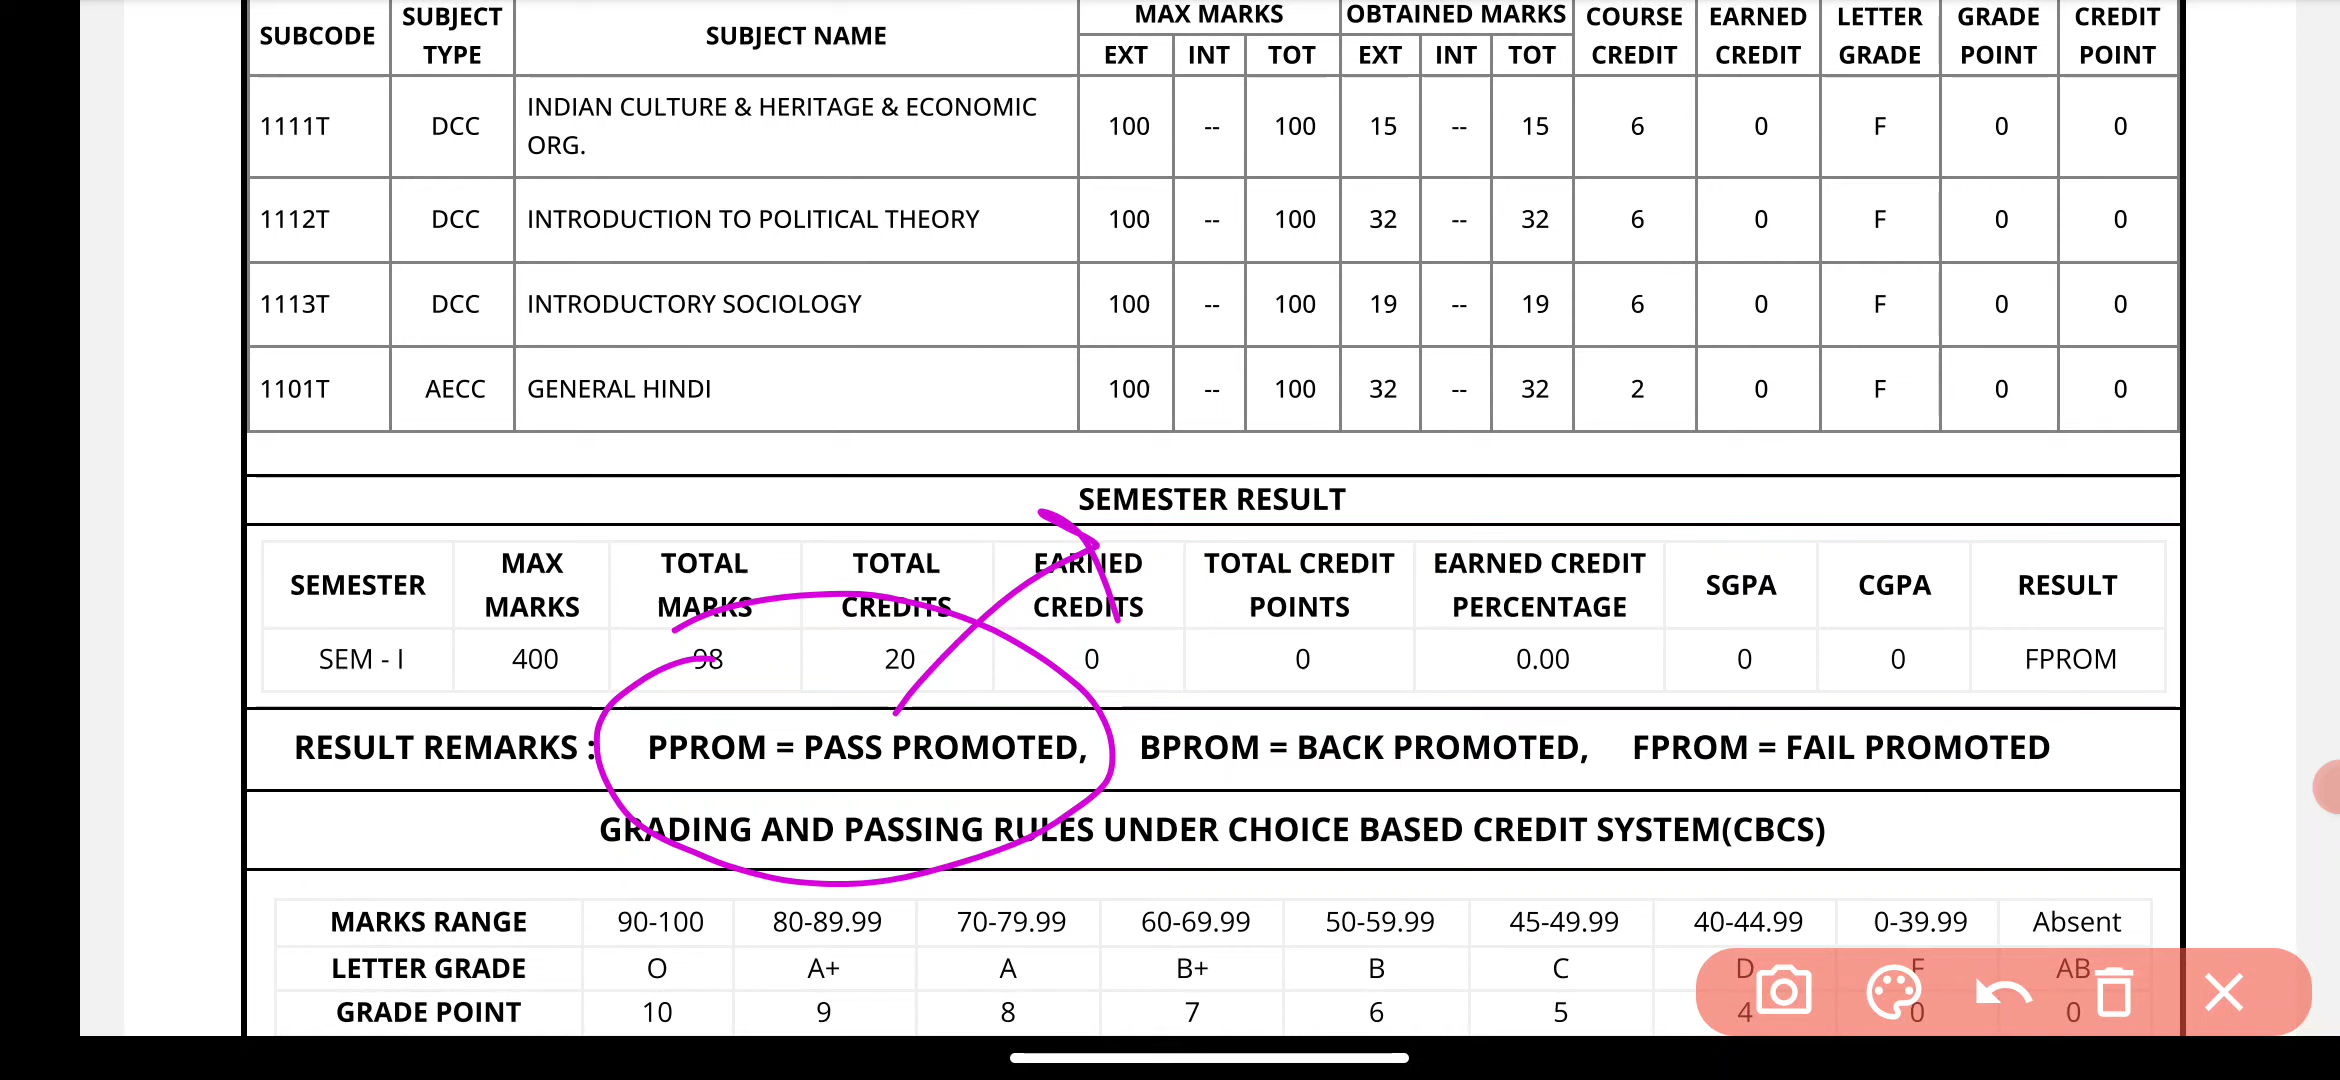 SUBCODE SUBJECT TYPE SUBJECT NAME MAX MARKS OBTAINED MARKS COURSE CREDIT EARNED CREDIT LETTER GRADE GRADE POINT CREDIT POINT
EXT INT TOT EXT INT TOT
1111T DCC INDIAN CULTURE & HERITAGE & ECONOMIC ORG. 100 -- 100 15 -- 15 6 0 F 0 0
1112T DCC INTRODUCTION TO POLITICAL THEORY 100 -- 100 32 -- 32 6 0 F 0 0
1113T DCC INTRODUCTORY SOCIOLOGY 100 -- 100 19 -- 19 6 0 F 0 0
1101T AECC GENERAL HINDI 100 -- 100 32 -- 32 2 0 F 0 0
SEMESTER RESULT
SEMESTER MAX MARKS TOTAL MARKS TOTAL CREDITS EARNED CREDITS TOTAL CREDIT POINTS EARNED CREDIT PERCENTAGE SGPA CGPA RESULT
SEM - I 400 98 20 0 0 0.00 0 0 FPROM
RESULT REMARKS : PPROM = PASS PROMOTED, BPROM = BACK PROMOTED, FPROM = FAIL PROMOTED
GRADING AND PASSING RULES UNDER CHOICE BASED CREDIT SYSTEM(CBCS)
MARKS RANGE 90-100 80-89.99 70-79.99 60-69.99 50-59.99 45-49.99 40-44.99 0-39.99 Absent
LETTER GRADE O A+ A B+ B C D F AB
GRADE POINT 10 9 8 7 6 5 4 0 0